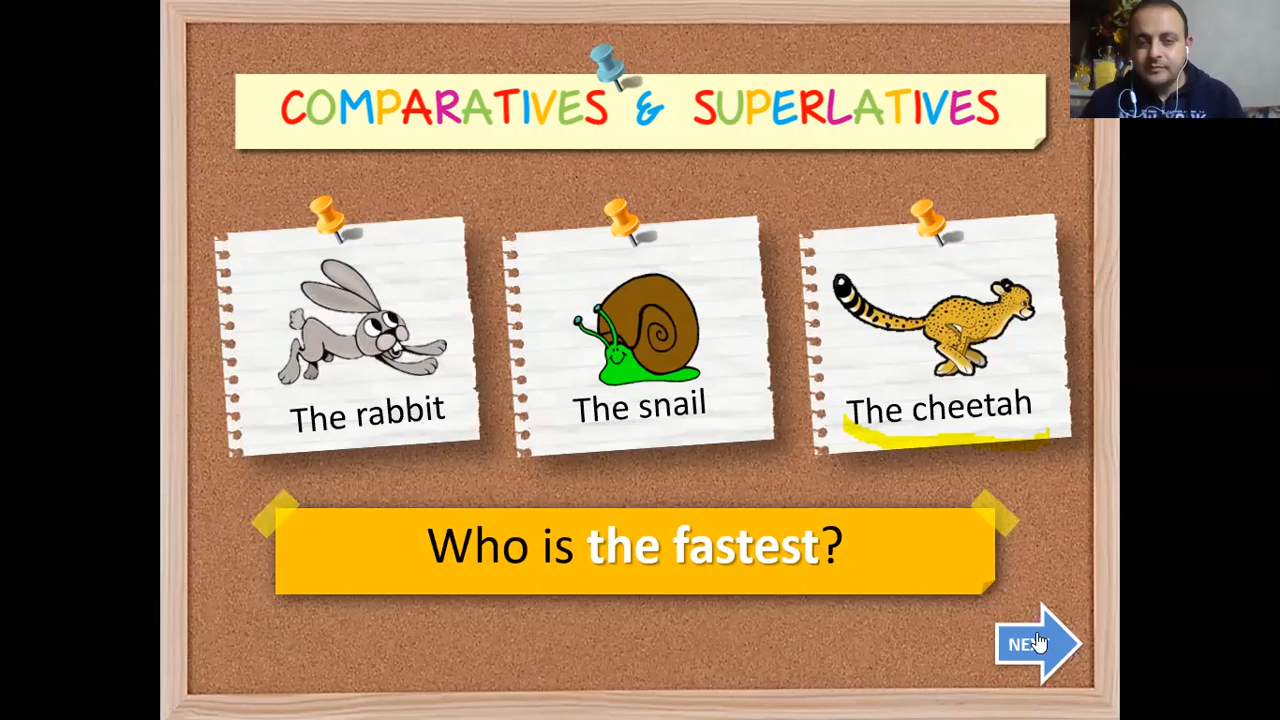 COMPARATIVES & SUPERLATIVES
The rabbit
The snail
The cheetah
Who is the fastest?